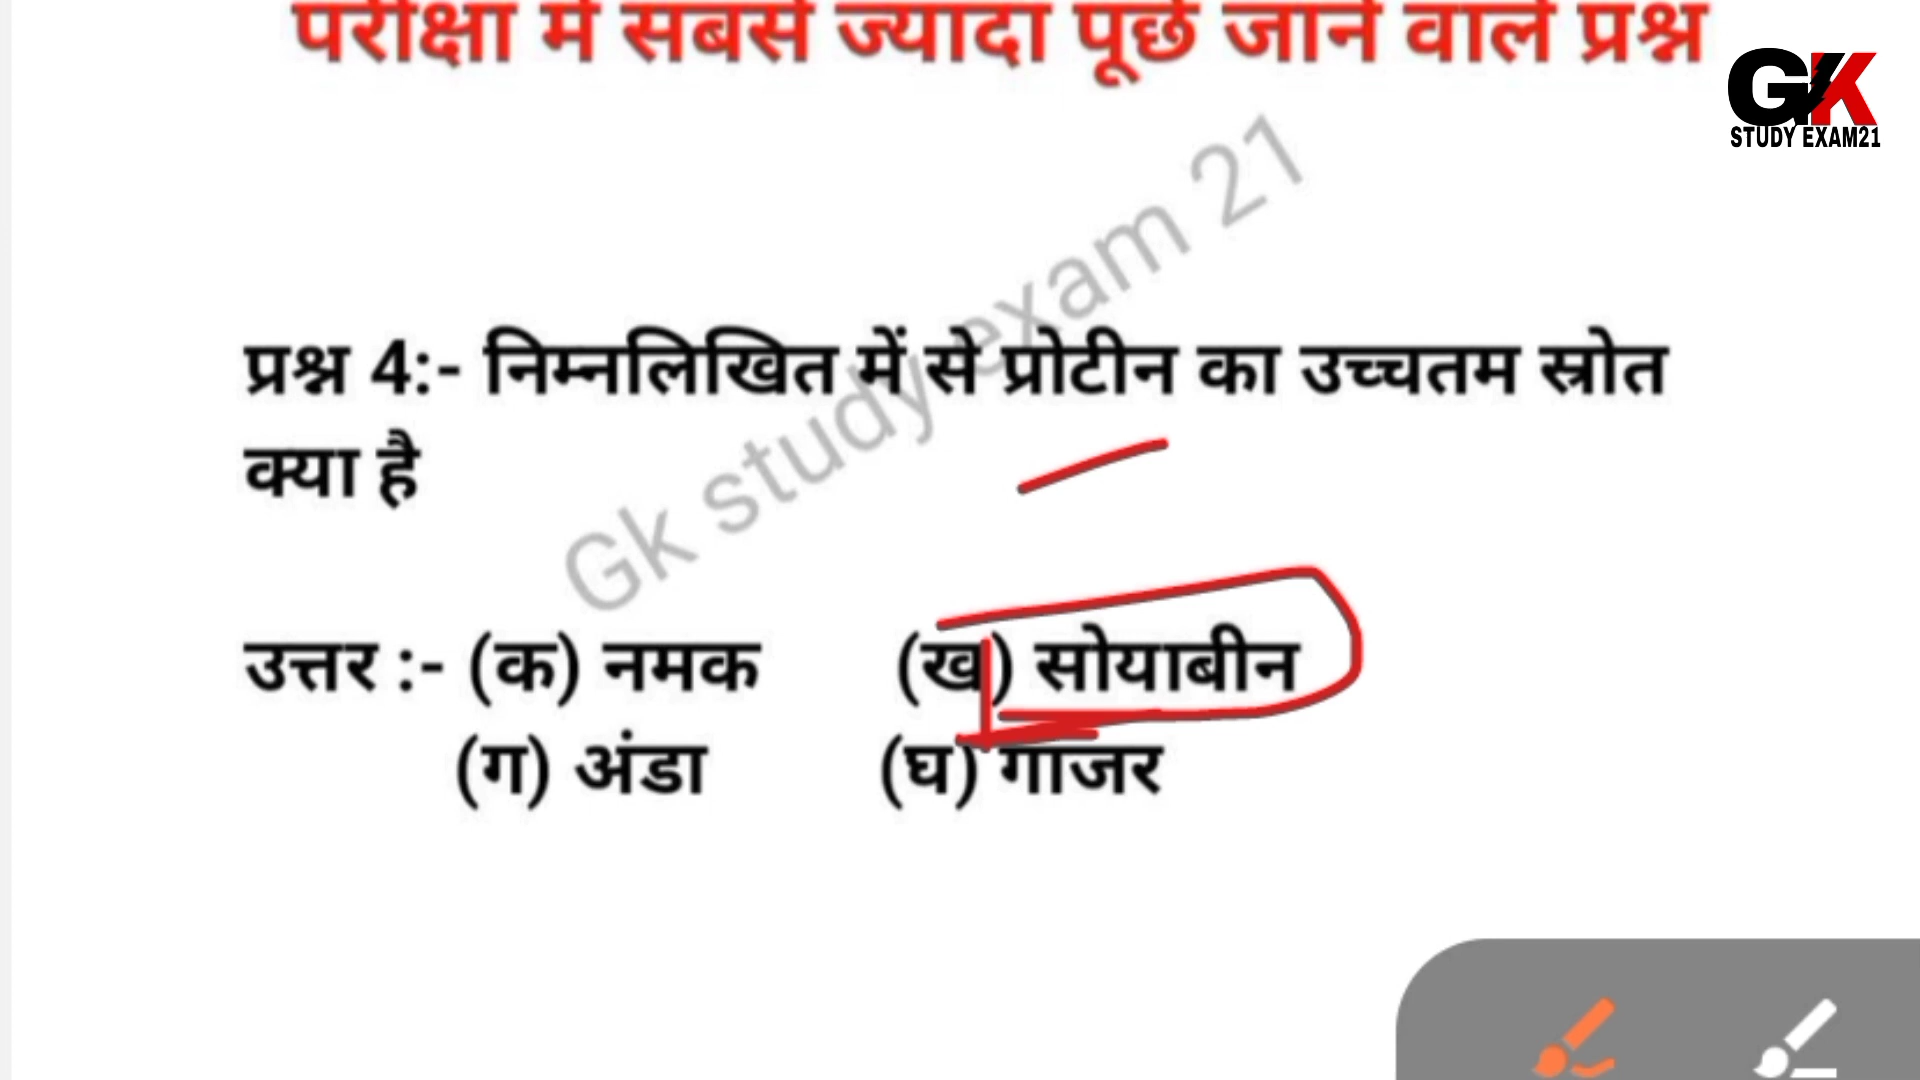 परीक्षा में सबसे ज्यादा पूछे जाने वाले प्रश्न
GK
STUDY EXAM21
Gk study exam 21
प्रश्न 4:- निम्नलिखित में से प्रोटीन का उच्चतम स्रोत
क्या है
उत्तर :- (क) नमक (ख) सोयाबीन
(ग) अंडा (घ) गाजर